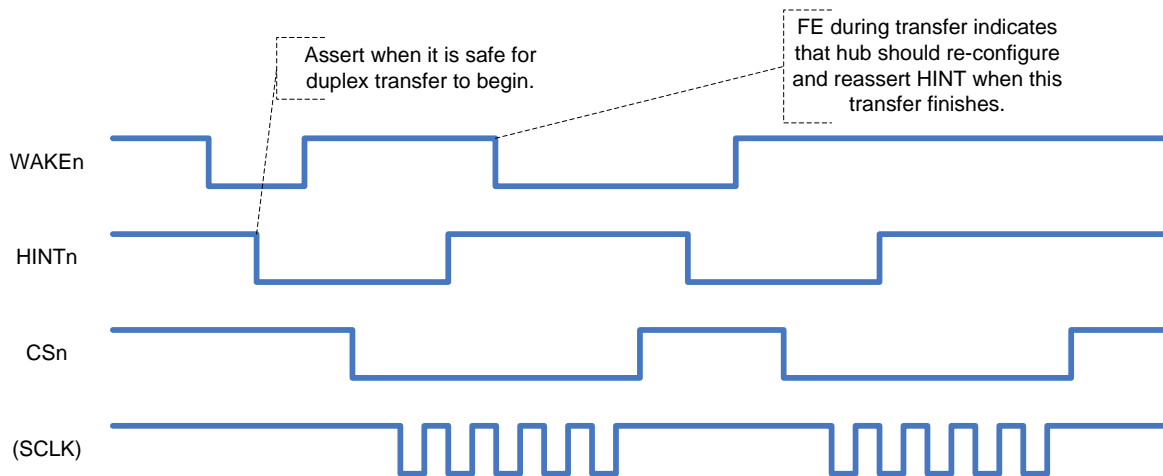 Assert when it is safe for
duplex transfer to begin.
FE during transfer indicates
that hub should re-configure
and reassert HINT when this
transfer finishes.
WAKEn
HINTn
CSn
(SCLK)